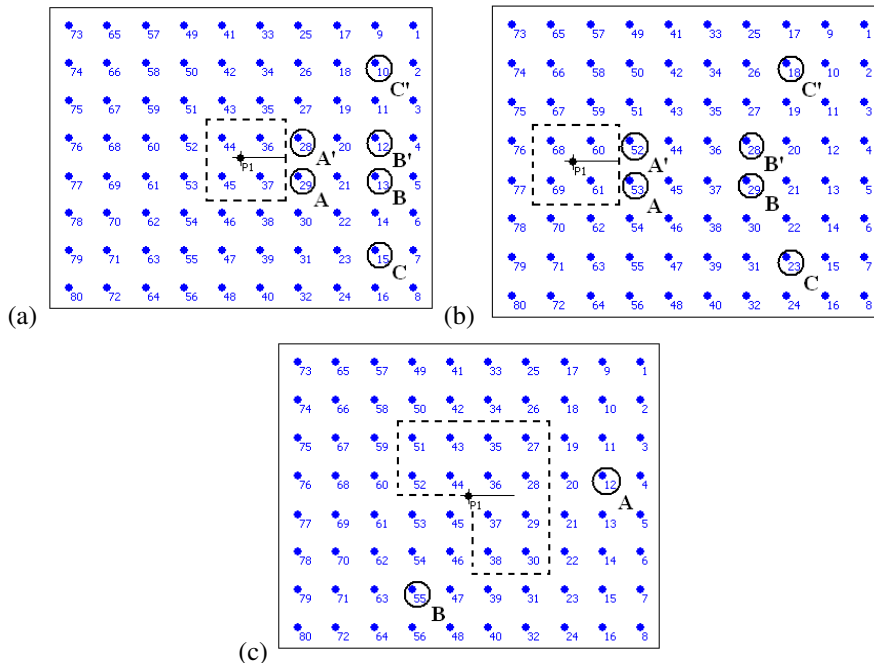 73 65 57 49 41 33 25 17 9 1
74 66 58 50 42 34 26 18 10 2
C'
75 67 59 51 43 35 27 19 11 3
76 68 60 52 44 36 28 20 12 4
A' B'
P1
77 69 61 53 45 37 29 21 13 5
A B
78 70 62 54 46 38 30 22 14 6
79 71 63 55 47 39 31 23 15 7
C
80 72 64 56 48 40 32 24 16 8
(a)
73 65 57 49 41 33 25 17 9 1
74 66 58 50 42 34 26 18 10 2
C'
75 67 59 51 43 35 27 19 11 3
76 68 60 52 44 36 28 20 12 4
A' B'
P1
77 69 61 53 45 37 29 21 13 5
A B
78 70 62 54 46 38 30 22 14 6
79 71 63 55 47 39 31 23 15 7
C
80 72 64 56 48 40 32 24 16 8
(b)
73 65 57 49 41 33 25 17 9 1
74 66 58 50 42 34 26 18 10 2
75 67 59 51 43 35 27 19 11 3
76 68 60 52 44 36 28 20 12 4
A
P1
77 69 61 53 45 37 29 21 13 5
78 70 62 54 46 38 30 22 14 6
79 71 63 55 47 39 31 23 15 7
B
80 72 64 56 48 40 32 24 16 8
(c)